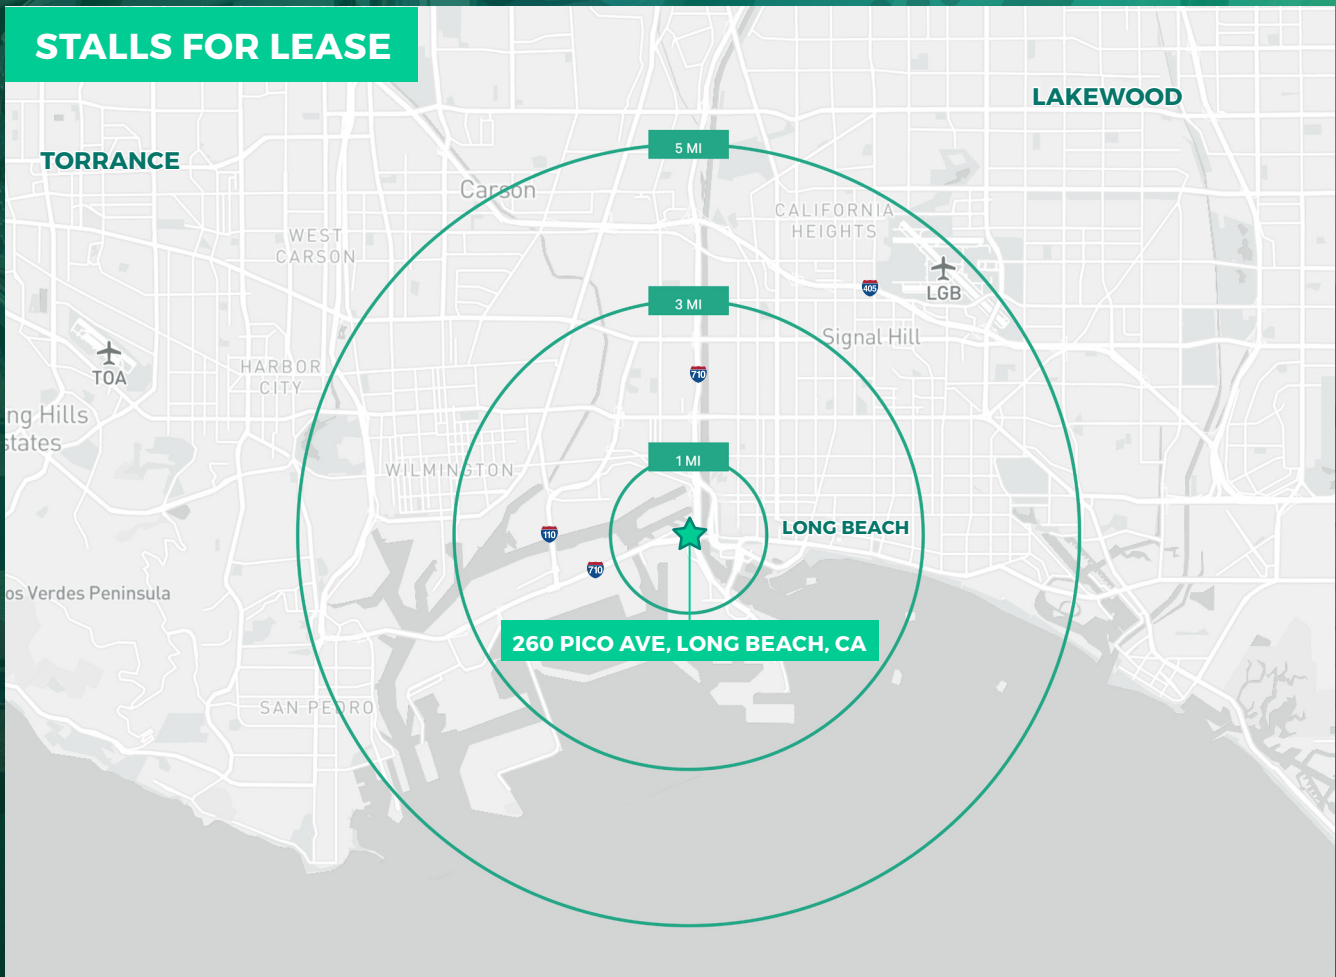 STALLS FOR LEASE
LAKEWOOD
TORRANCE
5 MI
Carson
CALIFORNIA
HEIGHTS
WEST
CARSON
405
LGB
3 MI
Signal Hill
710
TOA
HARBOR
CITY
ng Hills
states
1 MI
WILMINGTON
LONG BEACH
110
710
os Verdes Peninsula
260 PICO AVE, LONG BEACH, CA
SAN PEDRO